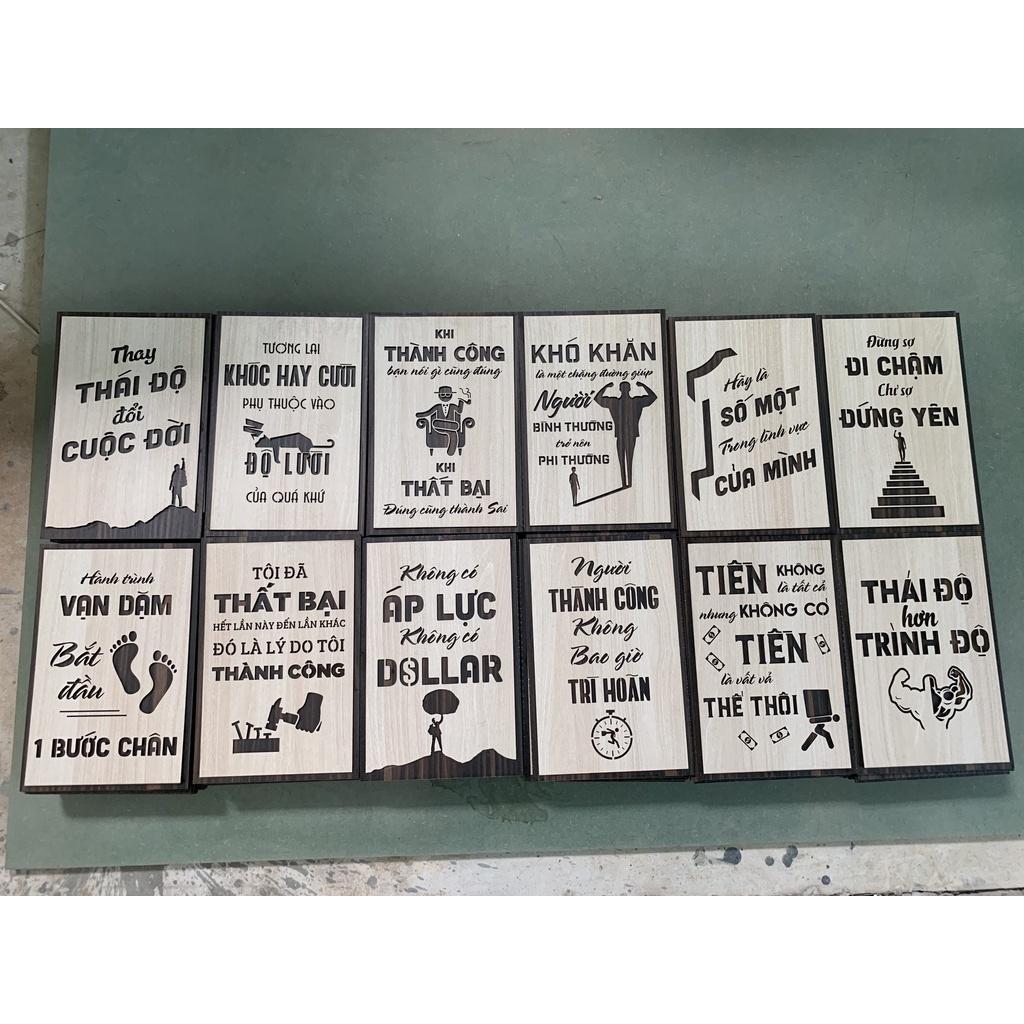 Thay
THÁI ĐỘ
đổi
CUỘC ĐỜI
TƯƠNG LAI
KHÓC HAY CƯỜI
PHỤ THUỘC VÀO
ĐỘ LƯỜI
CỦA QUÁ KHỨ
KHI
THÀNH CÔNG
bạn nói gì cũng đúng
KHI
THẤT BẠI
Đúng cũng thành Sai
KHÓ KHĂN
là một chặng đường giúp
Người
BÌNH THƯỜNG
trở nên
PHI THƯỜNG
Hãy là
SỐ MỘT
Trong lĩnh vực
CỦA MÌNH
Đừng sợ
ĐI CHẬM
Chỉ sợ
ĐỨNG YÊN
Hành trình
VẠN DẶM
Bắt
đầu
1 BƯỚC CHÂN
TÔI ĐÃ
THẤT BẠI
HẾT LẦN NÀY ĐẾN LẦN KHÁC
ĐÓ LÀ LÝ DO TÔI
THÀNH CÔNG
Không có
ÁP LỰC
Không có
DOLLAR
Người
THÀNH CÔNG
Không
Bao giờ
TRÌ HOÃN
TIỀN KHÔNG
là tất cả
nhưng KHÔNG CÓ
TIỀN
là vất vả
THẾ THÔI
THÁI ĐỘ
hơn
TRÌNH ĐỘ